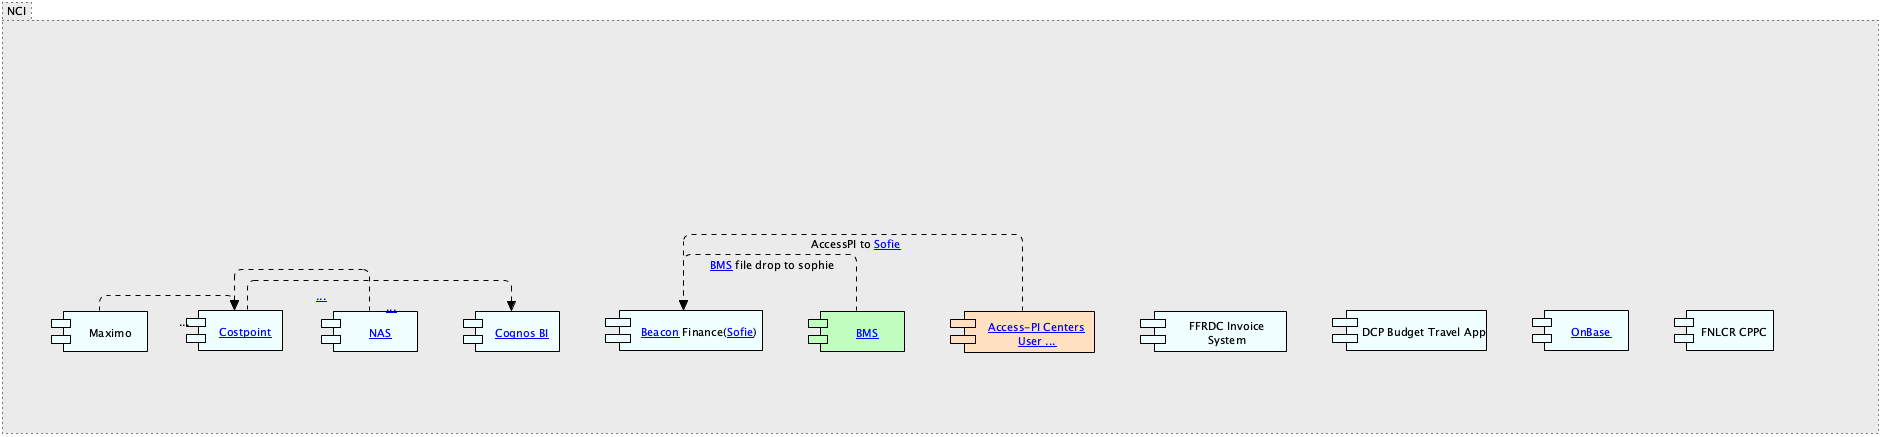 NCI
AccessPI to Sofie
BMS file drop to sophie
...
...
...
Maximo
Costpoint
NAS
Cognos BI
Beacon Finance(Sofie)
BMS
Access-PI Centers
User ...
FFRDC Invoice
System
DCP Budget Travel App
OnBase
FNLCR CPPC